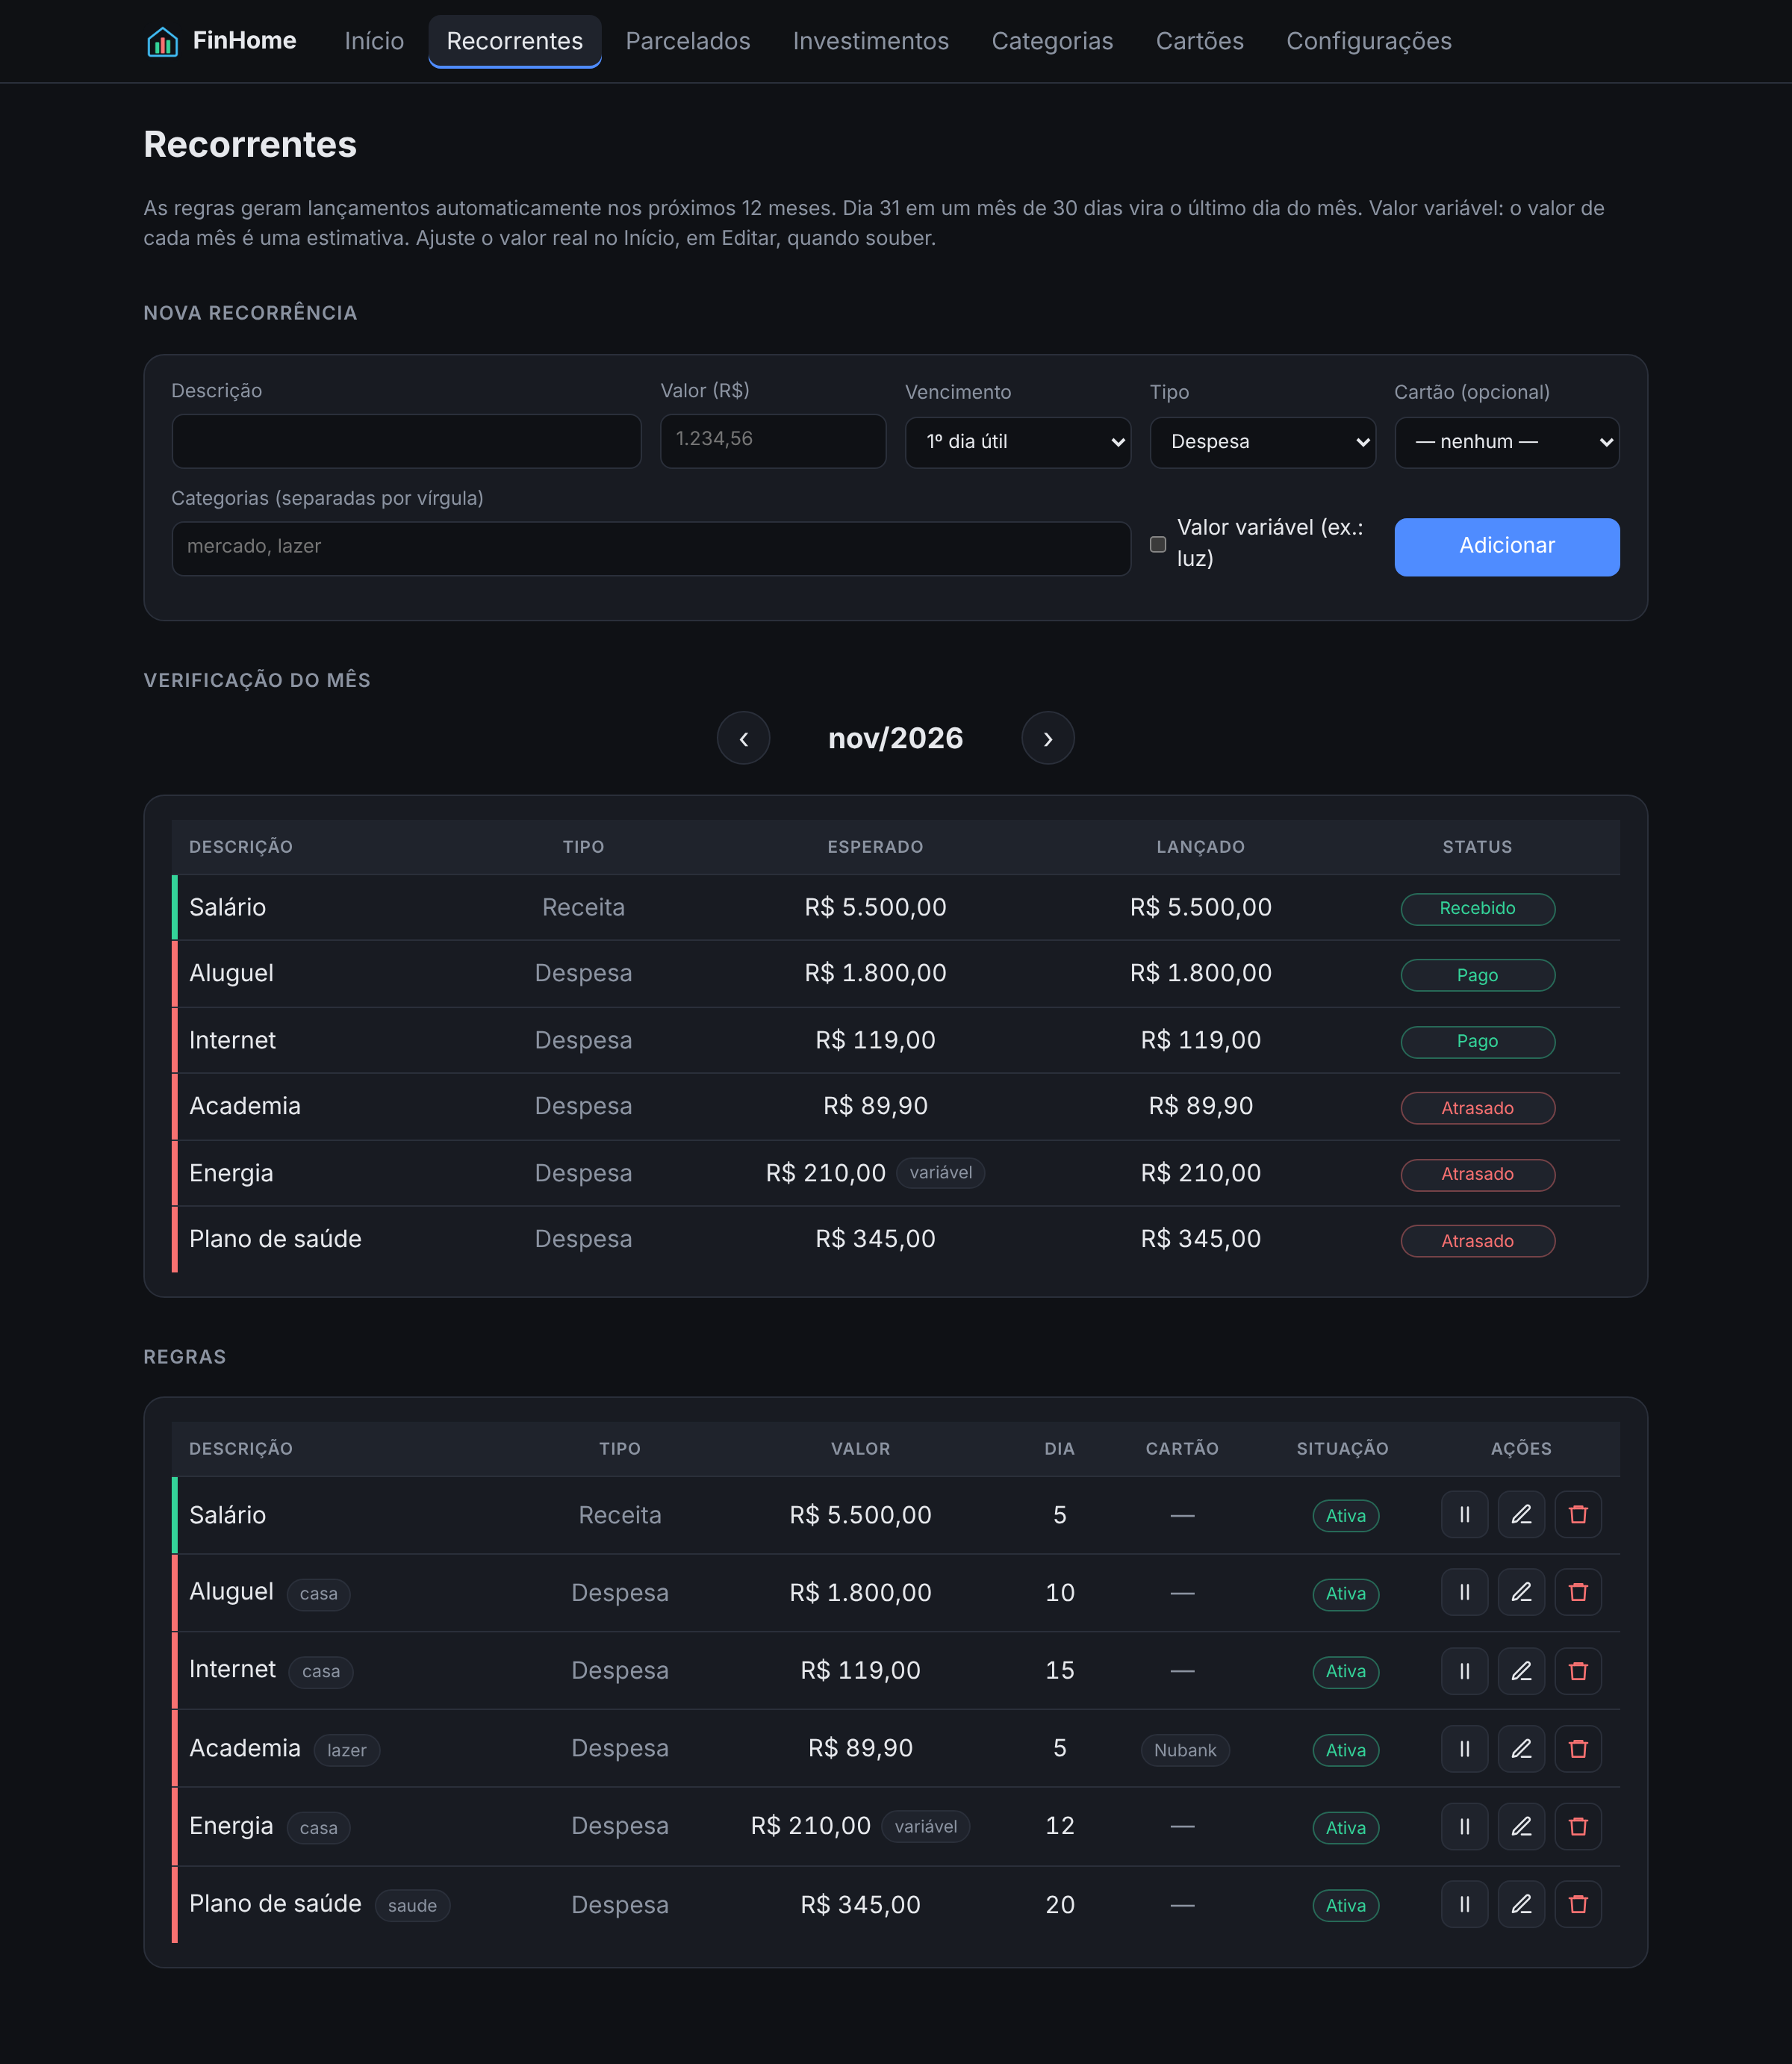 FinHome Início Recorrentes Parcelados Investimentos Categorias Cartões Configurações
Recorrentes
As regras geram lançamentos automaticamente nos próximos 12 meses. Dia 31 em um mês de 30 dias vira o último dia do mês. Valor variável: o valor de
cada mês é uma estimativa. Ajuste o valor real no Início, em Editar, quando souber.
NOVA RECORRÊNCIA
Descrição Valor (R$) Vencimento Tipo Cartão (opcional)
1.234,56 1º dia útil Despesa — nenhum —
Categorias (separadas por vírgula)
mercado, lazer
Valor variável (ex.:
luz)
Adicionar
VERIFICAÇÃO DO MÊS
‹ nov/2026 ›
DESCRIÇÃO TIPO ESPERADO LANÇADO STATUS
Salário Receita R$ 5.500,00 R$ 5.500,00 Recebido
Aluguel Despesa R$ 1.800,00 R$ 1.800,00 Pago
Internet Despesa R$ 119,00 R$ 119,00 Pago
Academia Despesa R$ 89,90 R$ 89,90 Atrasado
Energia Despesa R$ 210,00 variável R$ 210,00 Atrasado
Plano de saúde Despesa R$ 345,00 R$ 345,00 Atrasado
REGRAS
DESCRIÇÃO TIPO VALOR DIA CARTÃO SITUAÇÃO AÇÕES
Salário Receita R$ 5.500,00 5 — Ativa
Aluguel casa Despesa R$ 1.800,00 10 — Ativa
Internet casa Despesa R$ 119,00 15 — Ativa
Academia lazer Despesa R$ 89,90 5 Nubank Ativa
Energia casa Despesa R$ 210,00 variável 12 — Ativa
Plano de saúde saude Despesa R$ 345,00 20 — Ativa